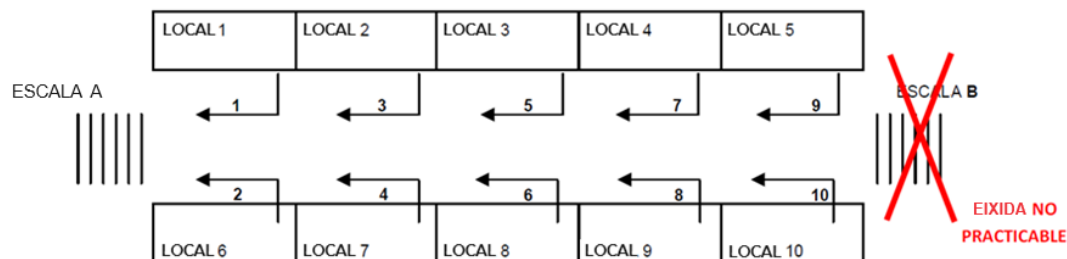 LOCAL 1 LOCAL 2 LOCAL 3 LOCAL 4 LOCAL 5
ESCALA A
ESCALA B
1 3 5 7 9
2 4 6 8 10
EIXIDA NO
PRACTICABLE
LOCAL 6 LOCAL 7 LOCAL 8 LOCAL 9 LOCAL 10